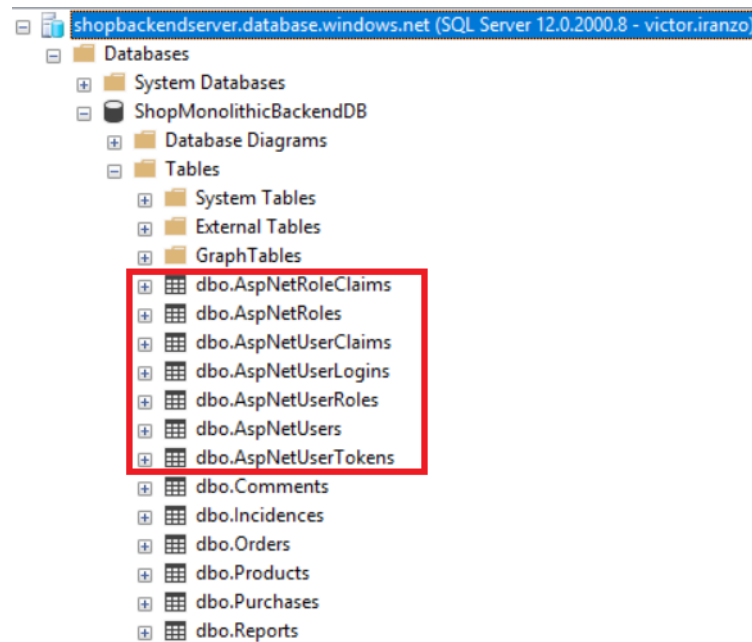 shopbackendserver.database.windows.net (SQL Server 12.0.2000.8 - victor.iranzo)
Databases
System Databases
ShopMonolithicBackendDB
Database Diagrams
Tables
System Tables
External Tables
GraphTables
dbo.AspNetRoleClaims
dbo.AspNetRoles
dbo.AspNetUserClaims
dbo.AspNetUserLogins
dbo.AspNetUserRoles
dbo.AspNetUsers
dbo.AspNetUserTokens
dbo.Comments
dbo.Incidences
dbo.Orders
dbo.Products
dbo.Purchases
dbo.Reports